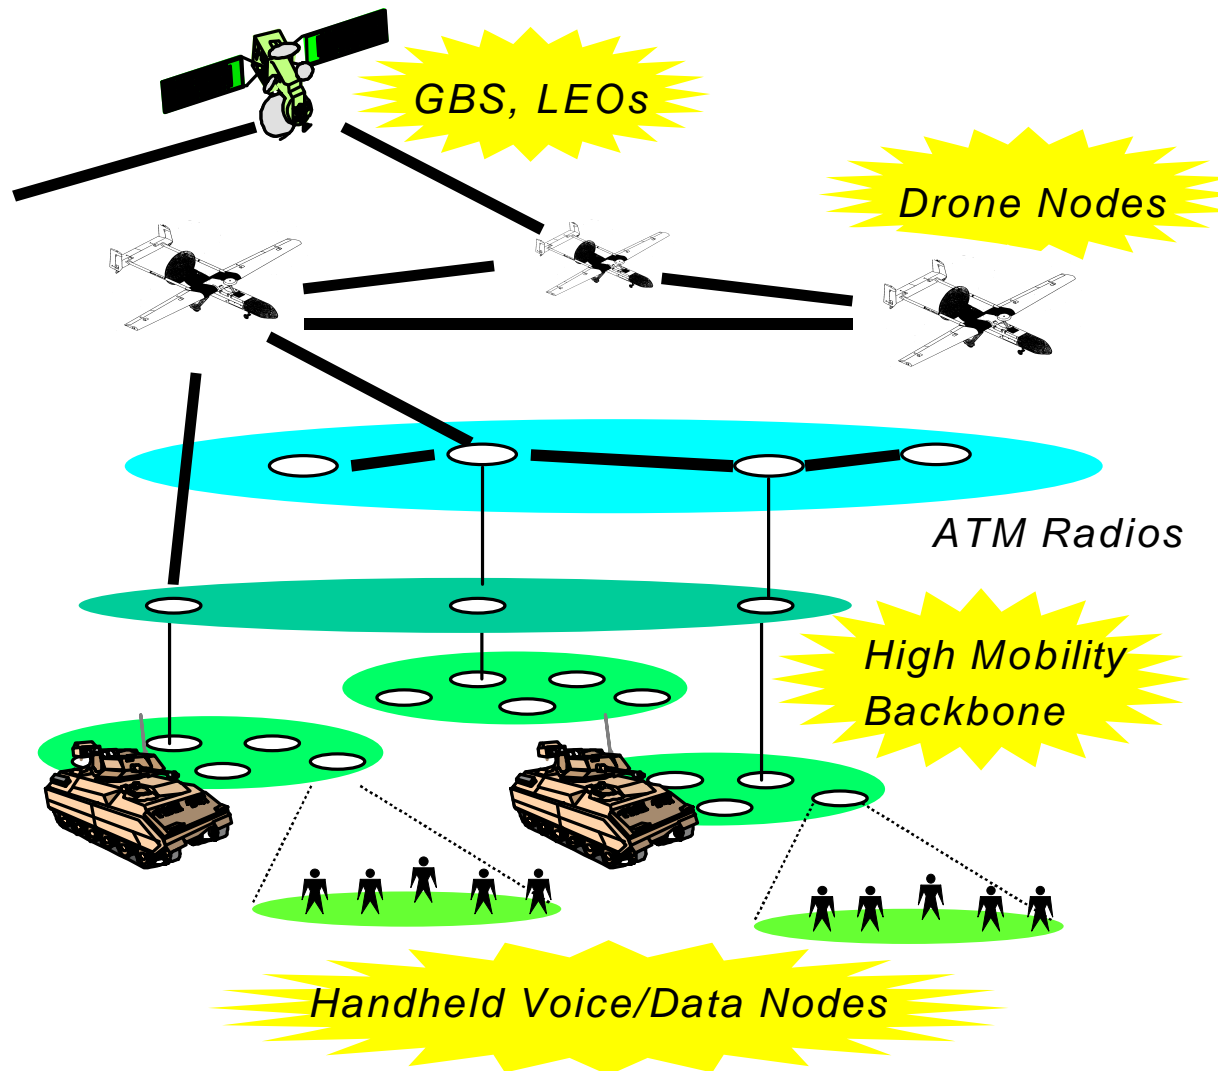 GBS, LEOs
Drone Nodes
ATM Radios
High Mobility
Backbone
Handheld Voice/Data Nodes